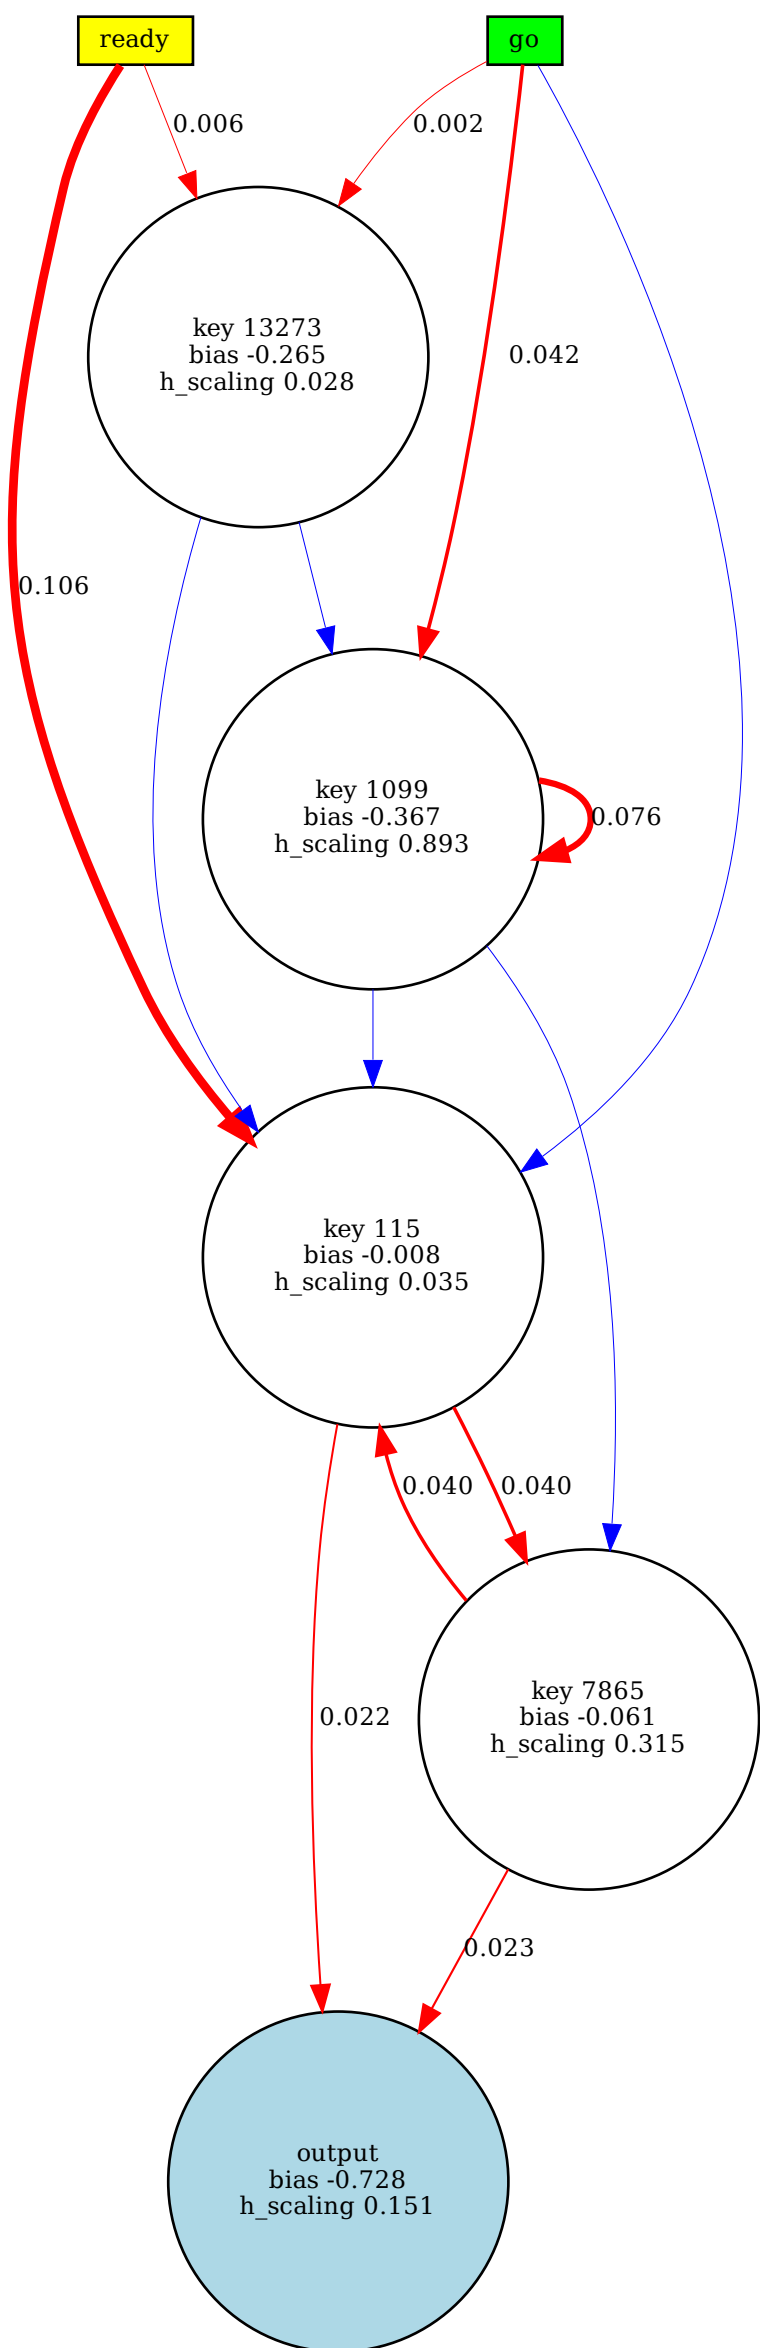 ready
go
0.006
0.002
key 13273
bias -0.265
h_scaling 0.028
0.042
0.106
key 1099
bias -0.367
h_scaling 0.893
0.076
key 115
bias -0.008
h_scaling 0.035
0.040
0.040
key 7865
bias -0.061
h_scaling 0.315
0.022
0.023
output
bias -0.728
h_scaling 0.151